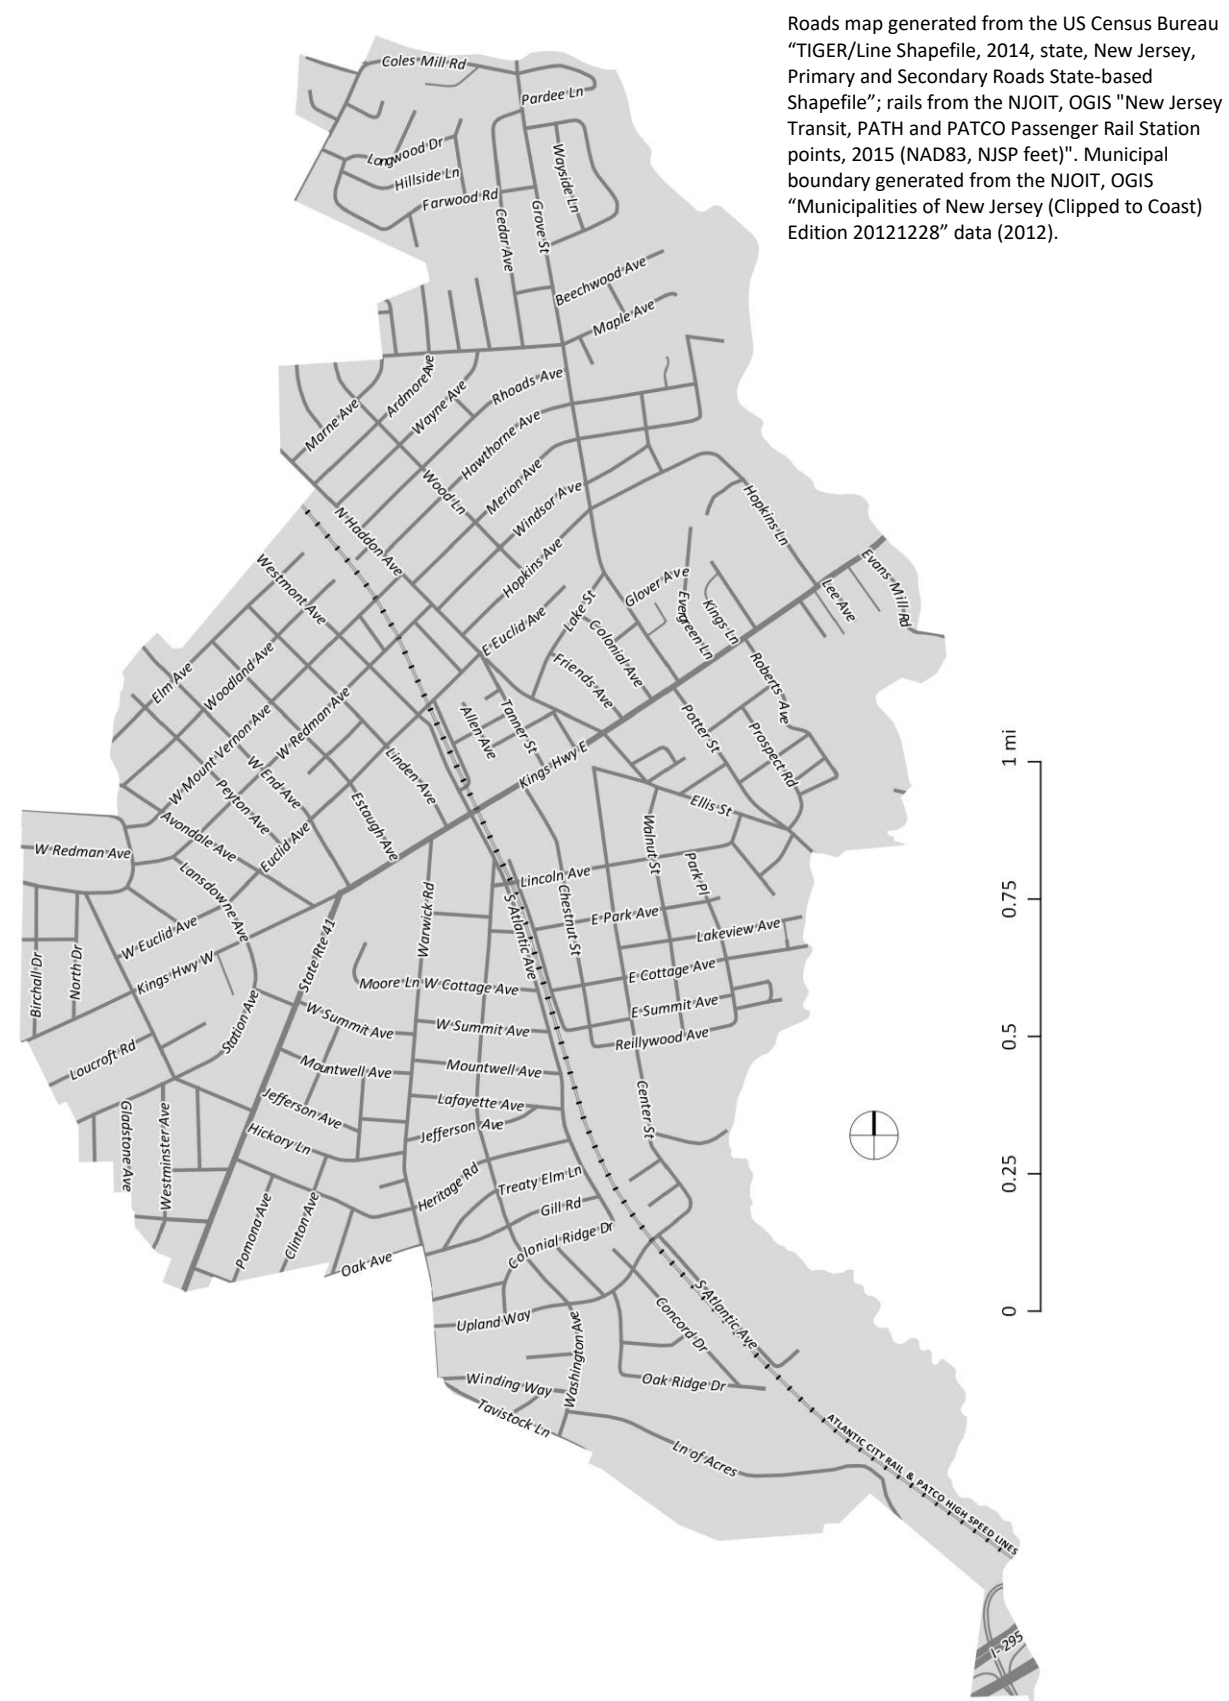 Roads map generated from the US Census Bureau
“TIGER/Line Shapefile, 2014, state, New Jersey,
Primary and Secondary Roads State-based
Shapefile”; rails from the NJOIT, OGIS "New Jersey
Transit, PATH and PATCO Passenger Rail Station
points, 2015 (NAD83, NJSP feet)". Municipal
boundary generated from the NJOIT, OGIS
“Municipalities of New Jersey (Clipped to Coast)
Edition 20121228” data (2012).
Coles Mill Rd
Pardee Ln
Longwood Dr
Wayside Ln
Hillside Ln
Farwood Rd
Cedar Ave
Grove St
Beechwood Ave
Maple Ave
Ardmore Ave
Rhoads Ave
Wayne Ave
Marne Ave
Hawthorne Ave
Wood Ln
Merion Ave
Windsor Ave
Hopkins Ln
N Haddon Ave
Hopkins Ave
Evans Mill Rd
Westmont Ave
Glover Ave
Lee Ave
Lake St
Evergreen Ln
Kings Ln
E Euclid Ave
Colonial Ave
Elm Ave
Woodland Ave
Friends Ave
Roberts Ave
W Mount Vernon Ave
W Redman Ave
Allen Ave
Tanner St
Potter St
Prospect Rd
Kings Hwy E
W End Ave
Linden Ave
Peyton Ave
Estaugh Ave
Ellis St
Avondale Ave
Euclid Ave
Walnut St
W Redman Ave
Lansdowne Ave
Lincoln Ave
Park Pl
Warwick Rd
S Atlantic Ave
Chestnut St
E Park Ave
Lakeview Ave
W Euclid Ave
State Rte 41
Kings Hwy W
Birchall Dr
North Dr
E Cottage Ave
Moore Ln
W Cottage Ave
E Summit Ave
Station Ave
W Summit Ave
W Summit Ave
Reillywood Ave
Loucroft Rd
Mountwell Ave
Mountwell Ave
Center St
Jefferson Ave
Lafayette Ave
Gladstone Ave
Westminster Ave
Hickory Ln
Jefferson Ave
Heritage Rd
Treaty Elm Ln
Pomona Ave
Clinton Ave
Gill Rd
Colonial Ridge Dr
Oak Ave
S Atlantic Ave
Upland Way
Washington Ave
Concord Dr
Winding Way
Oak Ridge Dr
Tavistock Ln
Ln of Acres
ATLANTIC CITY RAIL & PATCO HIGH SPEED LINES
I-295
1 mi
0.75
0.5
0.25
0